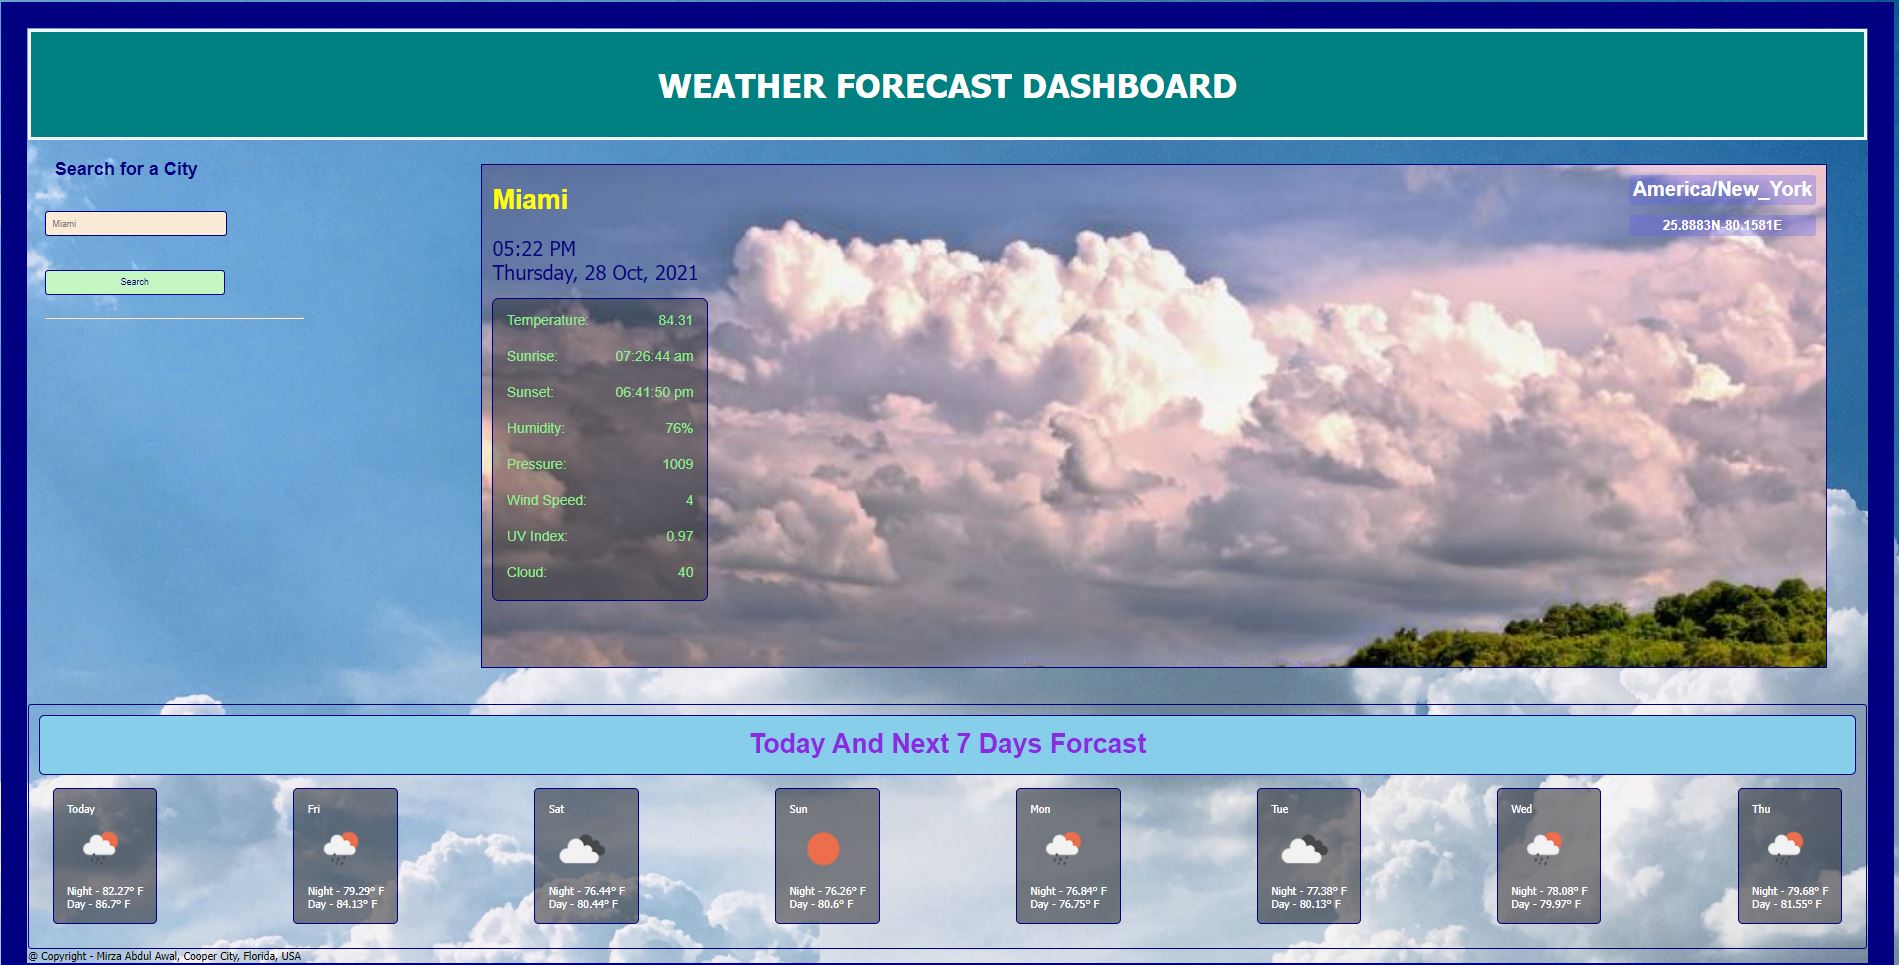 WEATHER FORECAST DASHBOARD
Search for a City
Miami
Search
Miami
05:22 PM
Thursday, 28 Oct, 2021
America/New_York
25.8883N-80.1581E
Temperature: 84.31
Sunrise: 07:26:44 am
Sunset: 06:41:50 pm
Humidity: 76%
Pressure: 1009
Wind Speed: 4
UV Index: 0.97
Cloud: 40
Today And Next 7 Days Forcast
Today
Night - 82.27° F
Day - 86.7° F
Fri
Night - 79.29° F
Day - 84.13° F
Sat
Night - 76.44° F
Day - 80.44° F
Sun
Night - 76.26° F
Day - 80.6° F
Mon
Night - 76.84° F
Day - 76.75° F
Tue
Night - 77.38° F
Day - 80.13° F
Wed
Night - 78.08° F
Day - 79.97° F
Thu
Night - 79.68° F
Day - 81.55° F
@ Copyright - Mirza Abdul Awal, Cooper City, Florida, USA